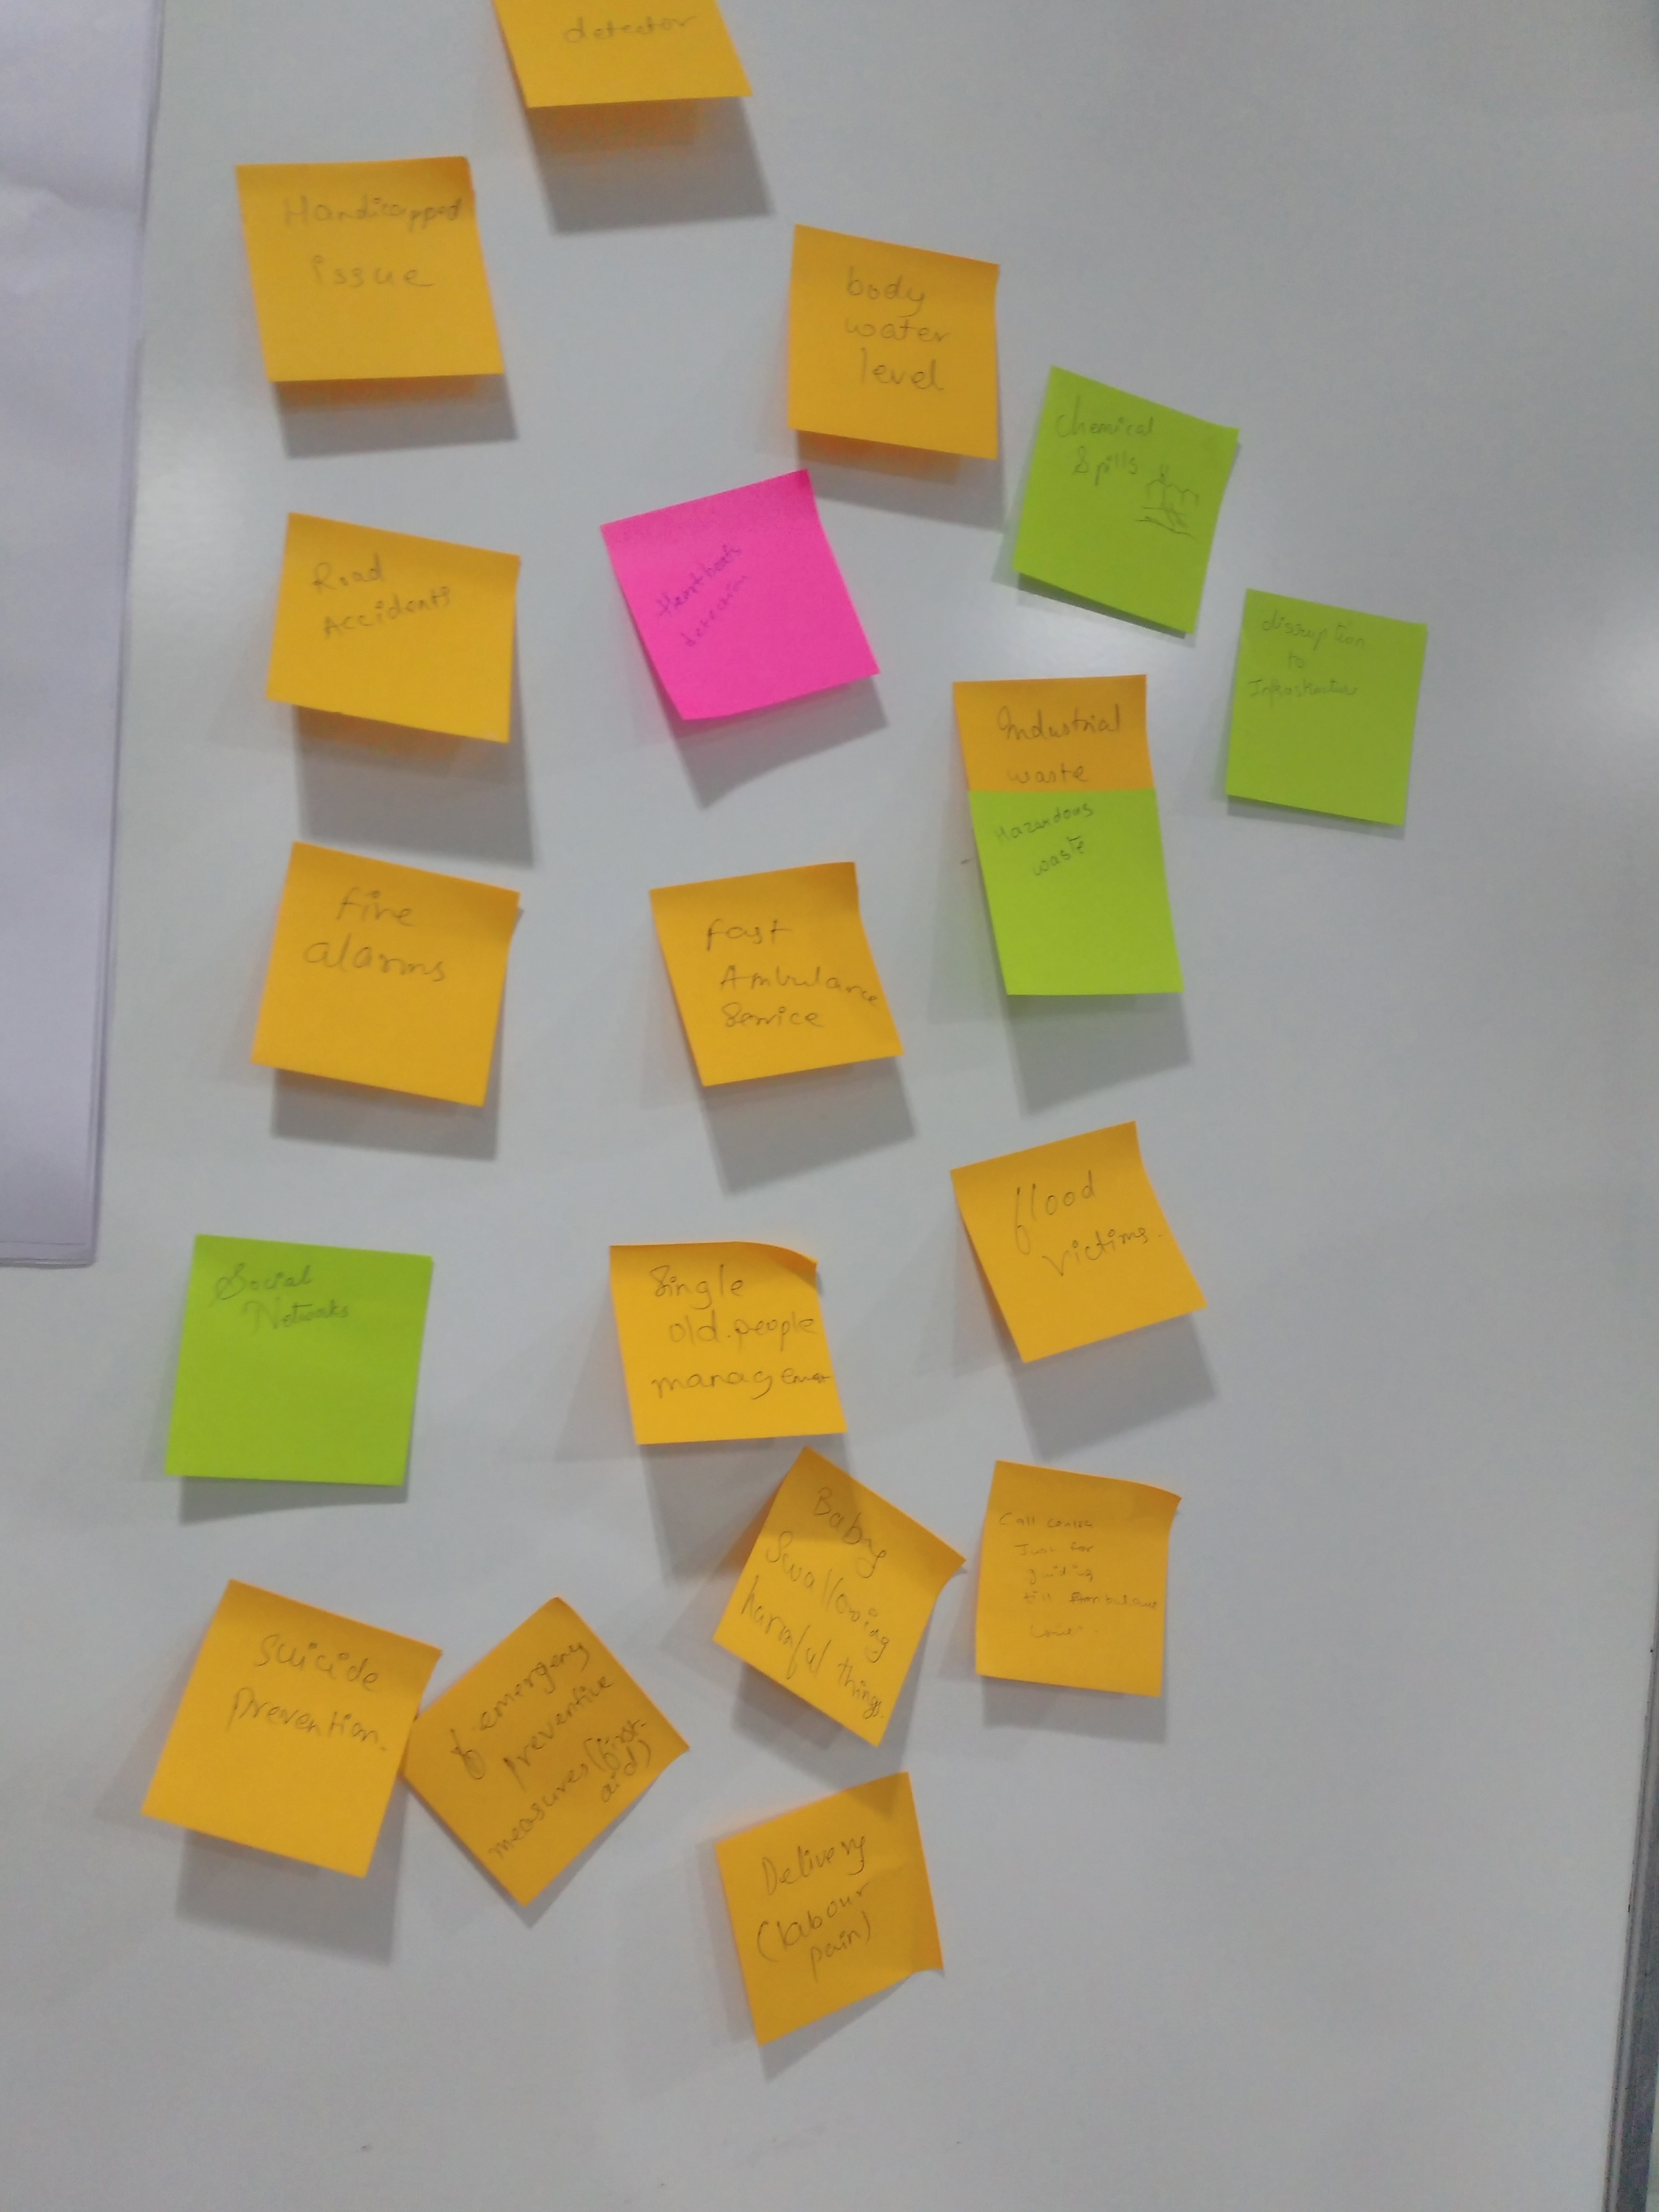 detector
Handicapped
issue
body
water
level
chemical
spills
Road
Accidents
Heartbeat
detection
disruption
to
Infrastructure
Industrial
waste
Hazardous
waste
fire
alarms
fast
Ambulance
Service
flood
victims.
Social
Networks
Single
old people
management
Baby
Swallowing
harmful things.
Call centre
Just for
guiding
till Ambulance
suicide
prevention.
emergency
preventive
measures (first-
aid)
Delivery
(labour
pain)